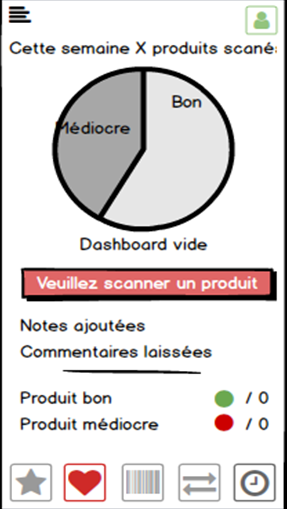 Cette semaine X produits scanés
Bon
Médiocre
Dashboard vide
Veuillez scanner un produit
Notes ajoutées
Commentaires laissées
Produit bon / 0
Produit médiocre / 0